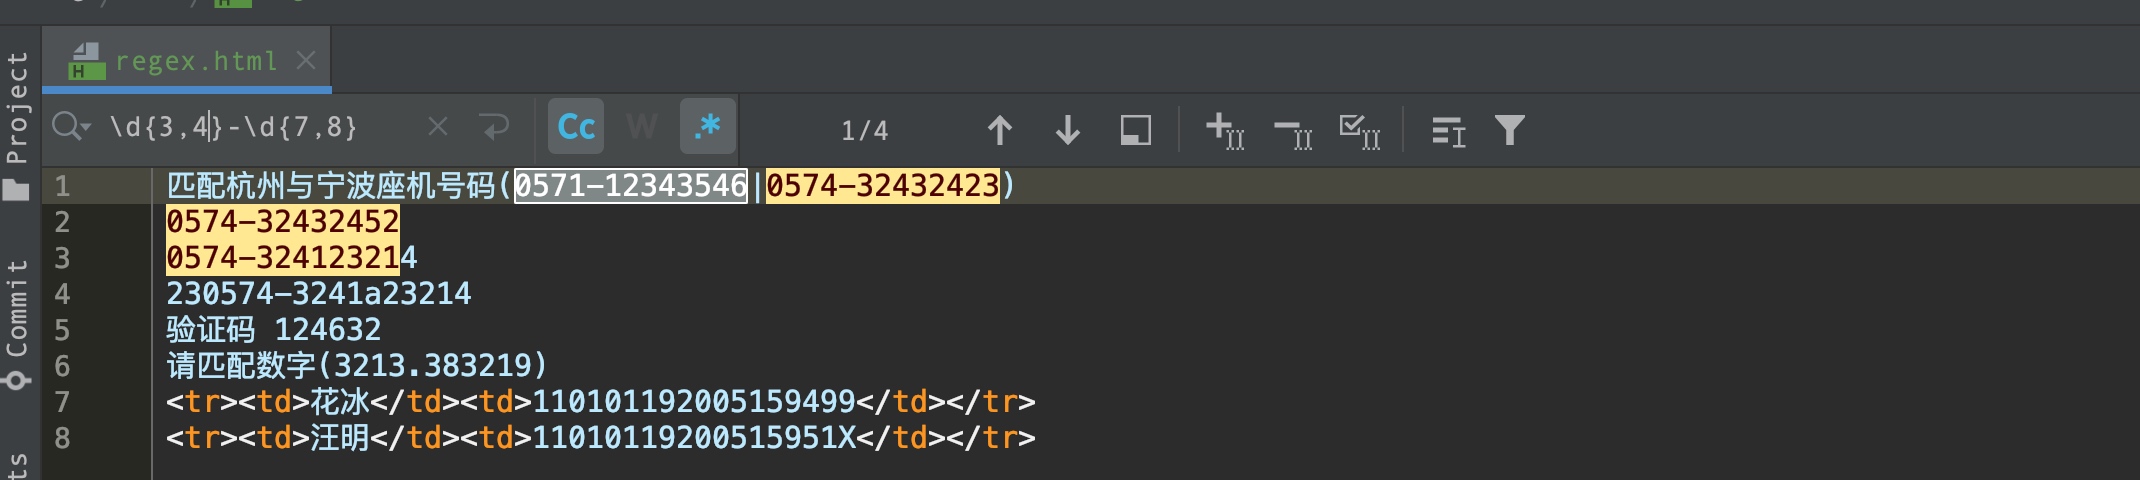 regex.html
Project
\d{3,4}-\d{7,8}
Cc
W
.*
1/4
1 匹配杭州与宁波座机号码(0571-12343546|0574-32432423)
2 0574-32432452
3 0574-324123214
4 230574-3241a23214
5 验证码 124632
6 请匹配数字(3213.383219)
7 <tr><td>花冰</td><td>110101192005159499</td></tr>
8 <tr><td>汪明</td><td>11010119200515951X</td></tr>
Commit